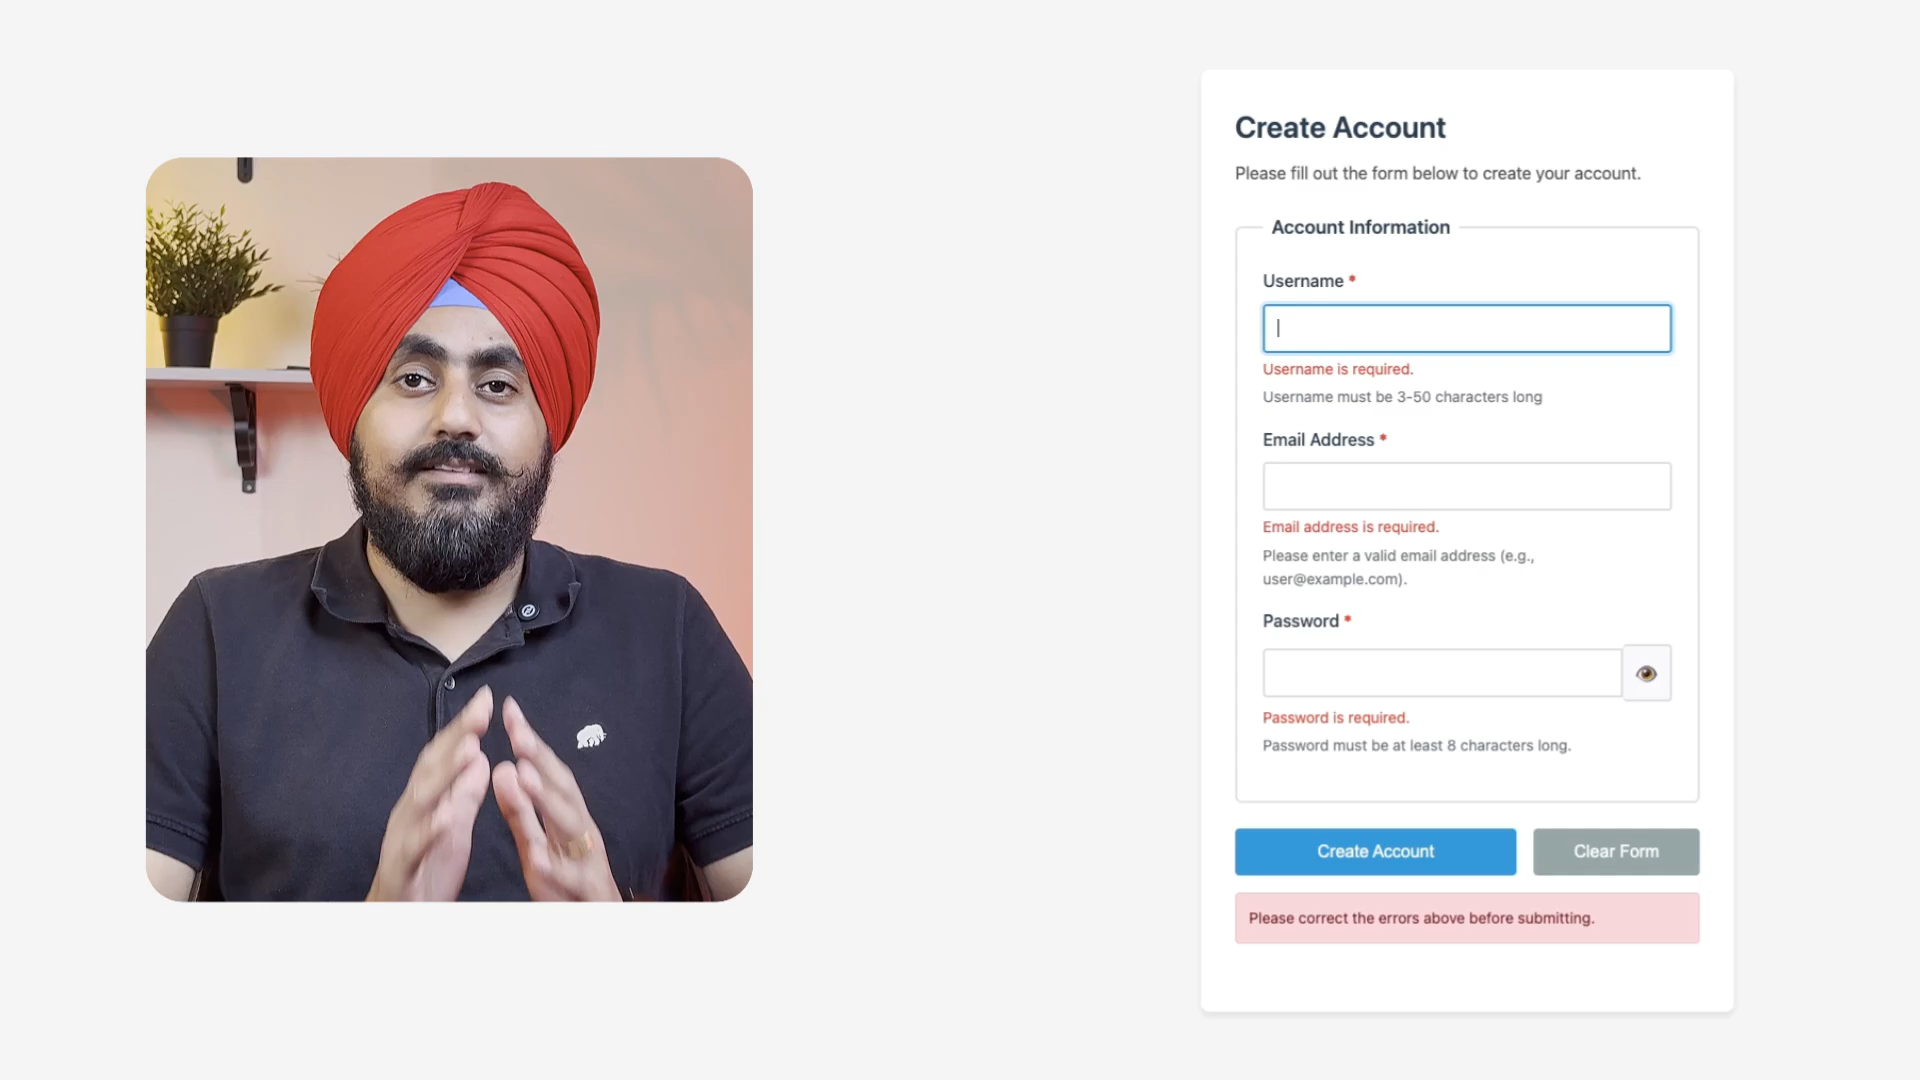 Create Account
Please fill out the form below to create your account.
Account Information
Username *
Username is required.
Username must be 3-50 characters long
Email Address *
Email address is required.
Please enter a valid email address (e.g.,
user@example.com).
Password *
Password is required.
Password must be at least 8 characters long.
Create Account
Clear Form
Please correct the errors above before submitting.